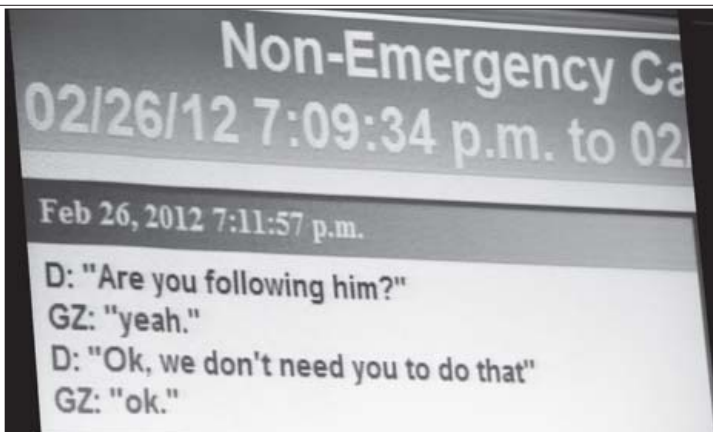 Non-Emergency Ca
02/26/12 7:09:34 p.m. to 02
Feb 26, 2012 7:11:57 p.m.
D: "Are you following him?"
GZ: "yeah."
D: "Ok, we don't need you to do that"
GZ: "ok."